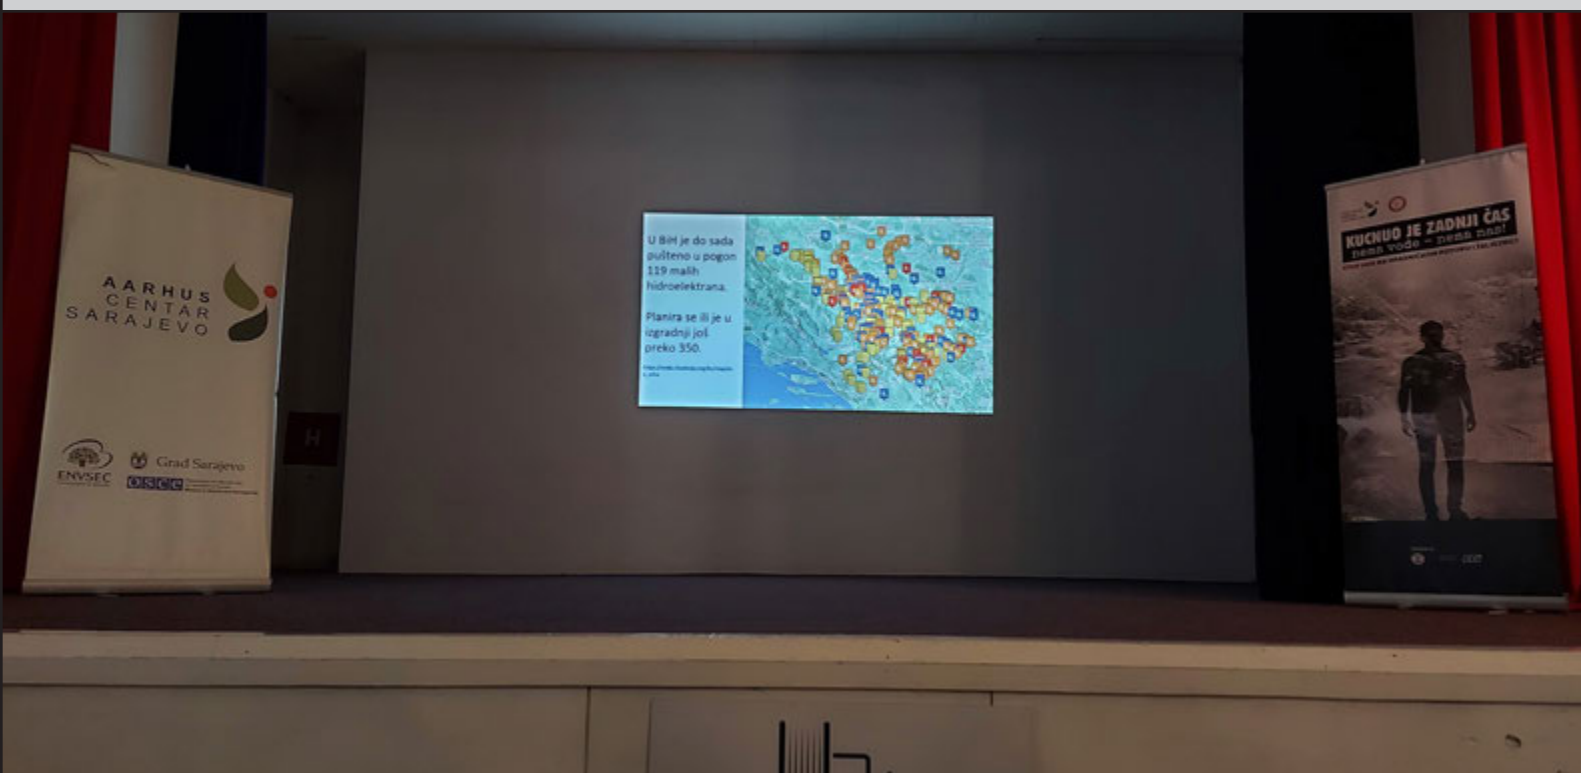 AARHUS
CENTAR
SARAJEVO
ENVSEC
Grad Sarajevo
osce
U BiH je do sada
pušteno u pogon
119 malih
hidroelektrana.
Planira se ili je u
izgradnji još
preko 350.
H
KUCNUO JE ZADNJI ČAS
nema vode – nema nas!